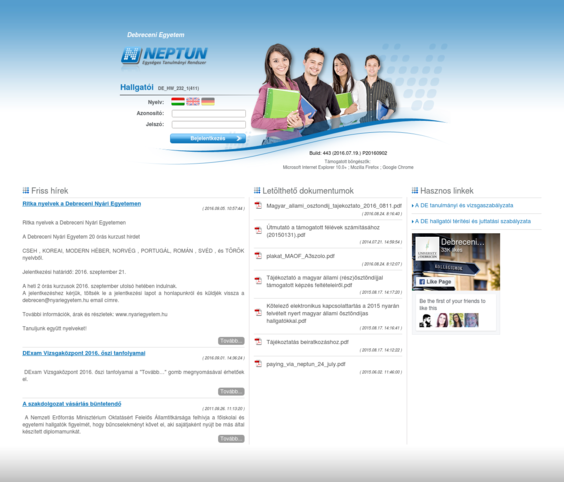 Debreceni Egyetem
NEPTUN
Egységes Tanulmányi Rendszer
Hallgatói DE_HW_232_1(411)
Nyelv:
Azonosító:
Jelszó:
Bejelentkezés
Build: 443 (2016.07.19.) P20160902
Támogatott böngészők:
Microsoft Internet Explorer 10.0+ ; Mozilla Firefox ; Google Chrome
Friss hírek
Ritka nyelvek a Debreceni Nyári Egyetemen
( 2016.09.05. 10:07:44 )
Ritka nyelvek a Debreceni Nyári Egyetemen
A Debreceni Nyári Egyetem 20 órás kurzust hirdet
CSEH , KOREAI, MODERN HÉBER, NORVÉG , PORTUGÁL, ROMÁN , SVÉD , és TÖRÖK
nyelvből.
Jelentkezési határidő: 2016. szeptember 21.
A heti 2 órás kurzusok 2016. szeptember utolsó hetében indulnak.
A jelentkezéshez kérjük, töltsék le a jelentkezési lapot a honlapunkról és küldjék vissza a
debrecen@nyariegyetem.hu email címre.
További információk, árak és részletek: www.nyariegyetem.hu
Tanuljunk együtt nyelveket!
Tovább...
DExam Vizsgaközpont 2016. őszi tanfolyamai
( 2016.09.01. 14:36:24 )
DExam Vizsgaközpont 2016. őszi tanfolyamai a "Tovább..." gomb megnyomásával érhetőek
el.
Tovább...
A szakdolgozat vásárlás büntetendő
( 2011.08.26. 11:13:20 )
A Nemzeti Erőforrás Minisztérium Oktatásért Felelős Államtitkársága felhívja a főiskolai és
egyetemi hallgatók figyelmét, hogy bűncselekményt követ el, aki sajátjaként nyújt be más által
készített diplomamunkát.
Tovább...
Letölthető dokumentumok
Magyar_allami_osztondij_tajekoztato_2016_0811.pdf
( 2016.08.24. 8:16:40 )
Útmutató a támogatott félévek számításához
(20150131).pdf
( 2014.07.21. 14:59:04 )
plakat_MAOF_A3szolo.pdf
( 2016.08.24. 8:12:07 )
Tájékoztató a magyar állami (rész)ösztöndíjjal
támogatott képzés feltételeiről.pdf
( 2015.08.17. 14:17:20 )
Kötelező elektronikus kapcsolattartás a 2015 nyarán
felvételt nyert magyar állami ösztöndíjas
hallgatókkal.pdf
( 2015.08.17. 14:16:41 )
Tájékoztatás beiratkozáshoz.pdf
( 2015.08.17. 14:12:22 )
paying_via_neptun_24_july.pdf
( 2015.06.02. 11:46:05 )
Hasznos linkek
A DE tanulmányi és vizsgaszabályzata
A DE hallgatói térítési és juttatási szabályzata
Debreceni...
Like Page
Be the first of your friends to
like this